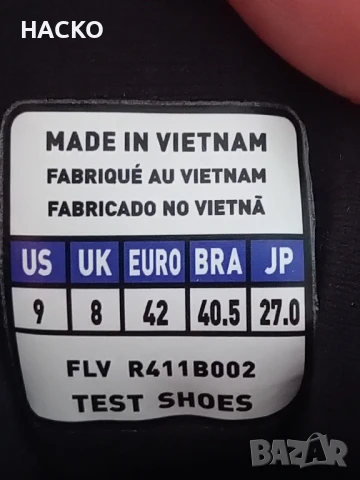 НАСКО
MADE IN VIETNAM
FABRIQUÉ AU VIETNAM
FABRICADO NO VIETNÃ
US UK EURO BRA JP
9 8 42 40.5 27.0
FLV R411B002
TEST SHOES
BAZAR